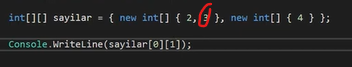 int[][] sayilar = { new int[] { 2, 3 }, new int[] { 4 } };
Console.WriteLine(sayilar[0][1]);